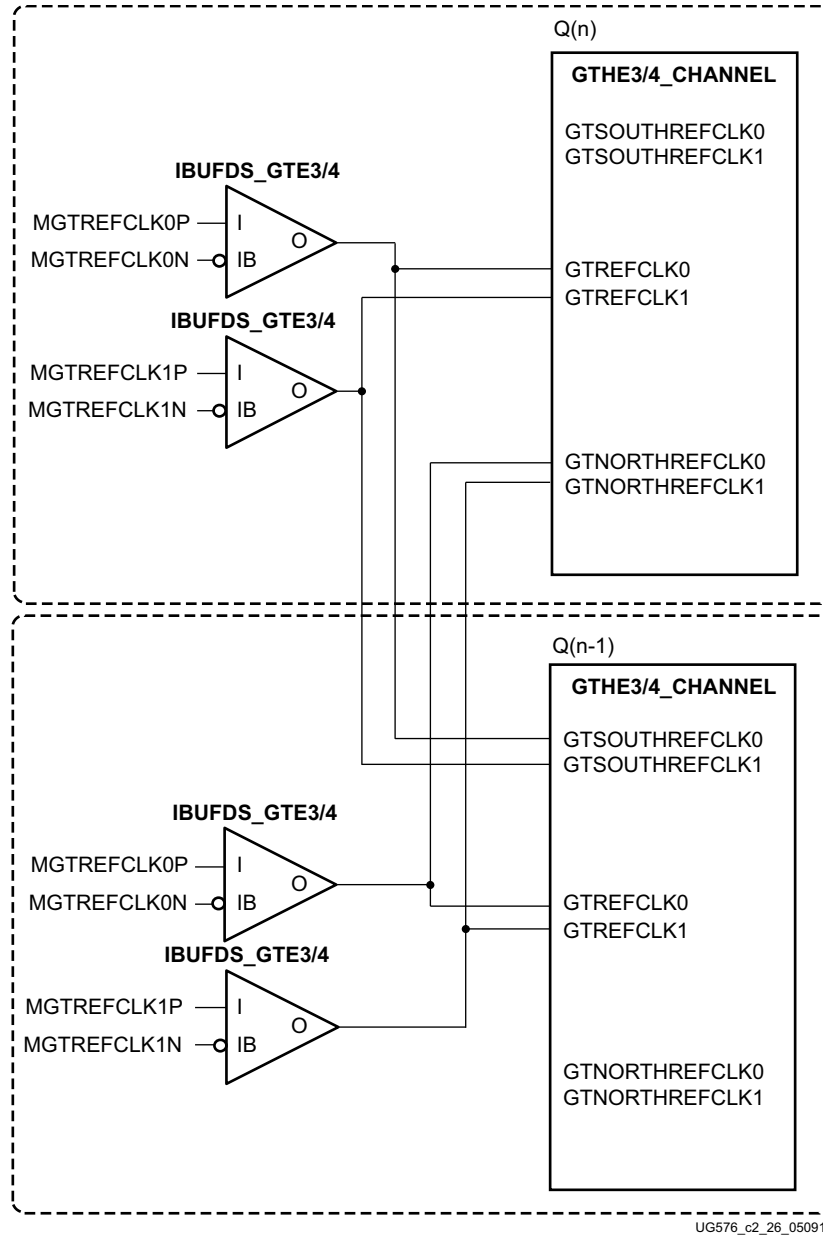 Q(n)
GTHE3/4_CHANNEL
GTSOUTHREFCLK0
GTSOUTHREFCLK1
IBUFDS_GTE3/4
MGTREFCLK0P
I
O
MGTREFCLK0N
IB
GTREFCLK0
GTREFCLK1
IBUFDS_GTE3/4
MGTREFCLK1P
I
O
MGTREFCLK1N
IB
GTNORTHREFCLK0
GTNORTHREFCLK1
Q(n-1)
GTHE3/4_CHANNEL
GTSOUTHREFCLK0
GTSOUTHREFCLK1
IBUFDS_GTE3/4
MGTREFCLK0P
I
O
MGTREFCLK0N
IB
GTREFCLK0
GTREFCLK1
IBUFDS_GTE3/4
MGTREFCLK1P
I
O
MGTREFCLK1N
IB
GTNORTHREFCLK0
GTNORTHREFCLK1
UG576_c2_26_05091